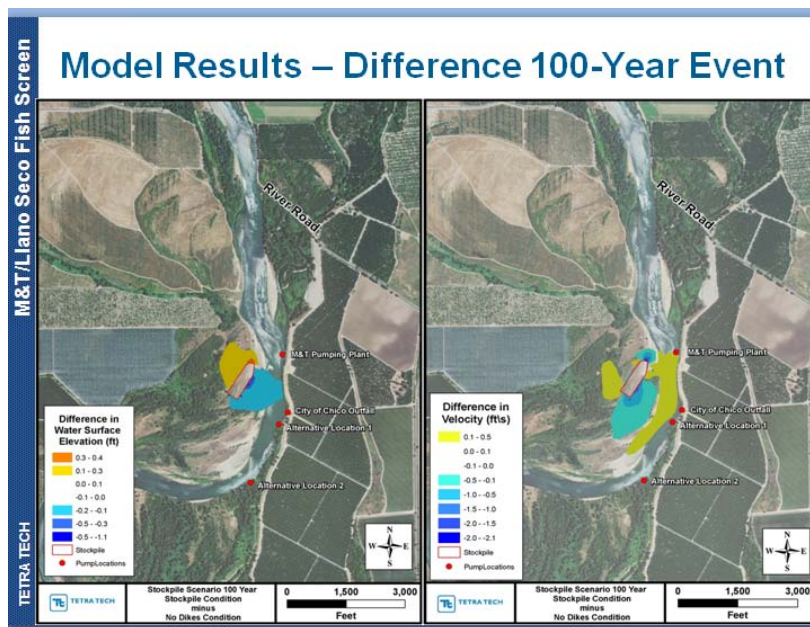 Model Results – Difference 100-Year Event
M&T/Llano Seco Fish Screen
TETRA TECH
River Road
M&T Pumping Plant
City of Chico Outfall
Alternative Location 1
Alternative Location 2
Difference in
Water Surface
Elevation (ft)
0.3 - 0.4
0.1 - 0.3
0.0 - 0.1
-0.1 - 0.0
-0.2 - -0.1
-0.5 - -0.3
-0.5 - -1.1
Stockpile
PumpLocations
N
W E
S
TETRA TECH
Stockpile Scenario 100 Year
Stockpile Condition
minus
No Dikes Condition
0 1,500 3,000
Feet
River Road
M&T Pumping Plant
City of Chico Outfall
Alternative Location 1
Alternative Location 2
Difference in
Velocity (ft\s)
0.1 - 0.5
0.0 - 0.1
-0.1 - 0.0
-0.5 - -0.1
-1.0 - -0.5
-1.5 - -1.0
-2.0 - -1.5
-2.0 - -2.1
Stockpile
PumpLocations
N
W E
S
TETRA TECH
Stockpile Scenario 100 Year
Stockpile Condition
minus
No Dikes Condition
0 1,500 3,000
Feet